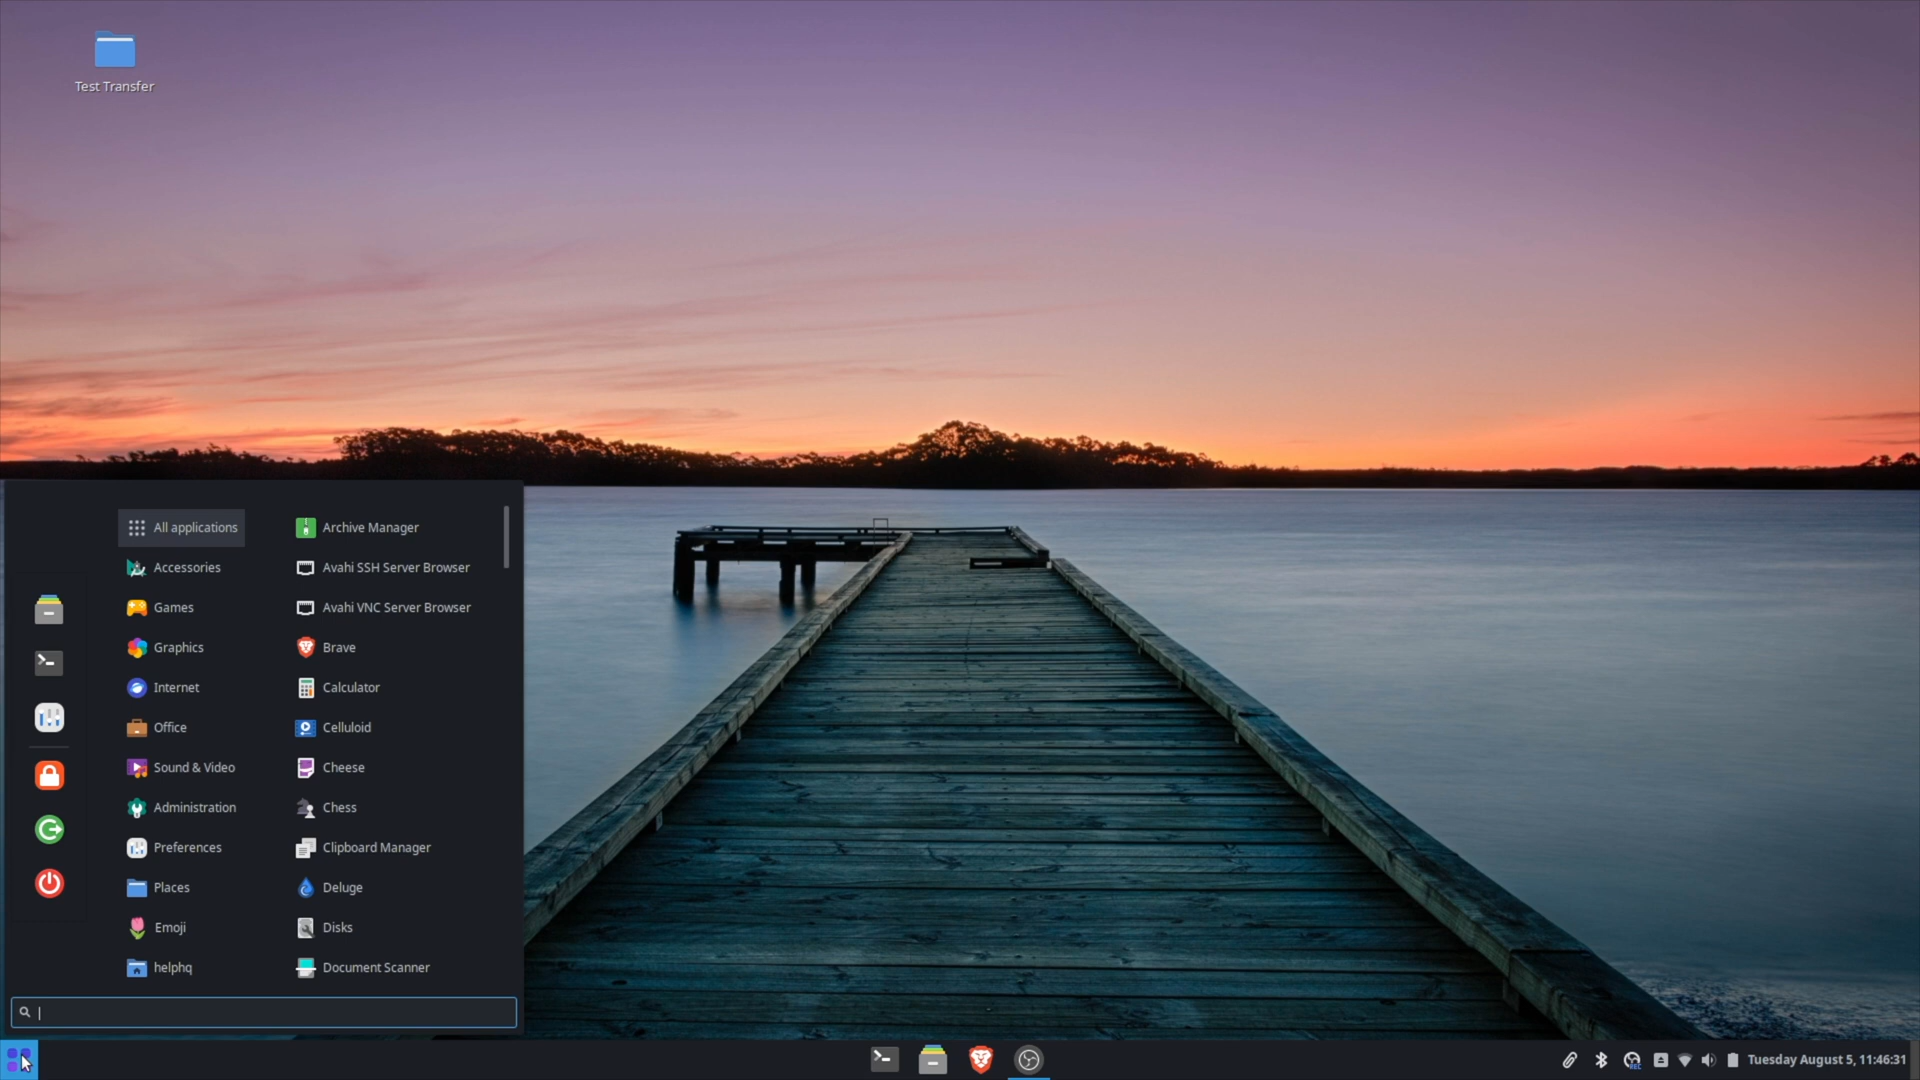 Test Transfer
All applications
Accessories
Games
Graphics
Internet
Office
Sound & Video
Administration
Preferences
Places
Emoji
helphq
Archive Manager
Avahi SSH Server Browser
Avahi VNC Server Browser
Brave
Calculator
Celluloid
Cheese
Chess
Clipboard Manager
Deluge
Disks
Document Scanner
Tuesday August 5, 11:46:31